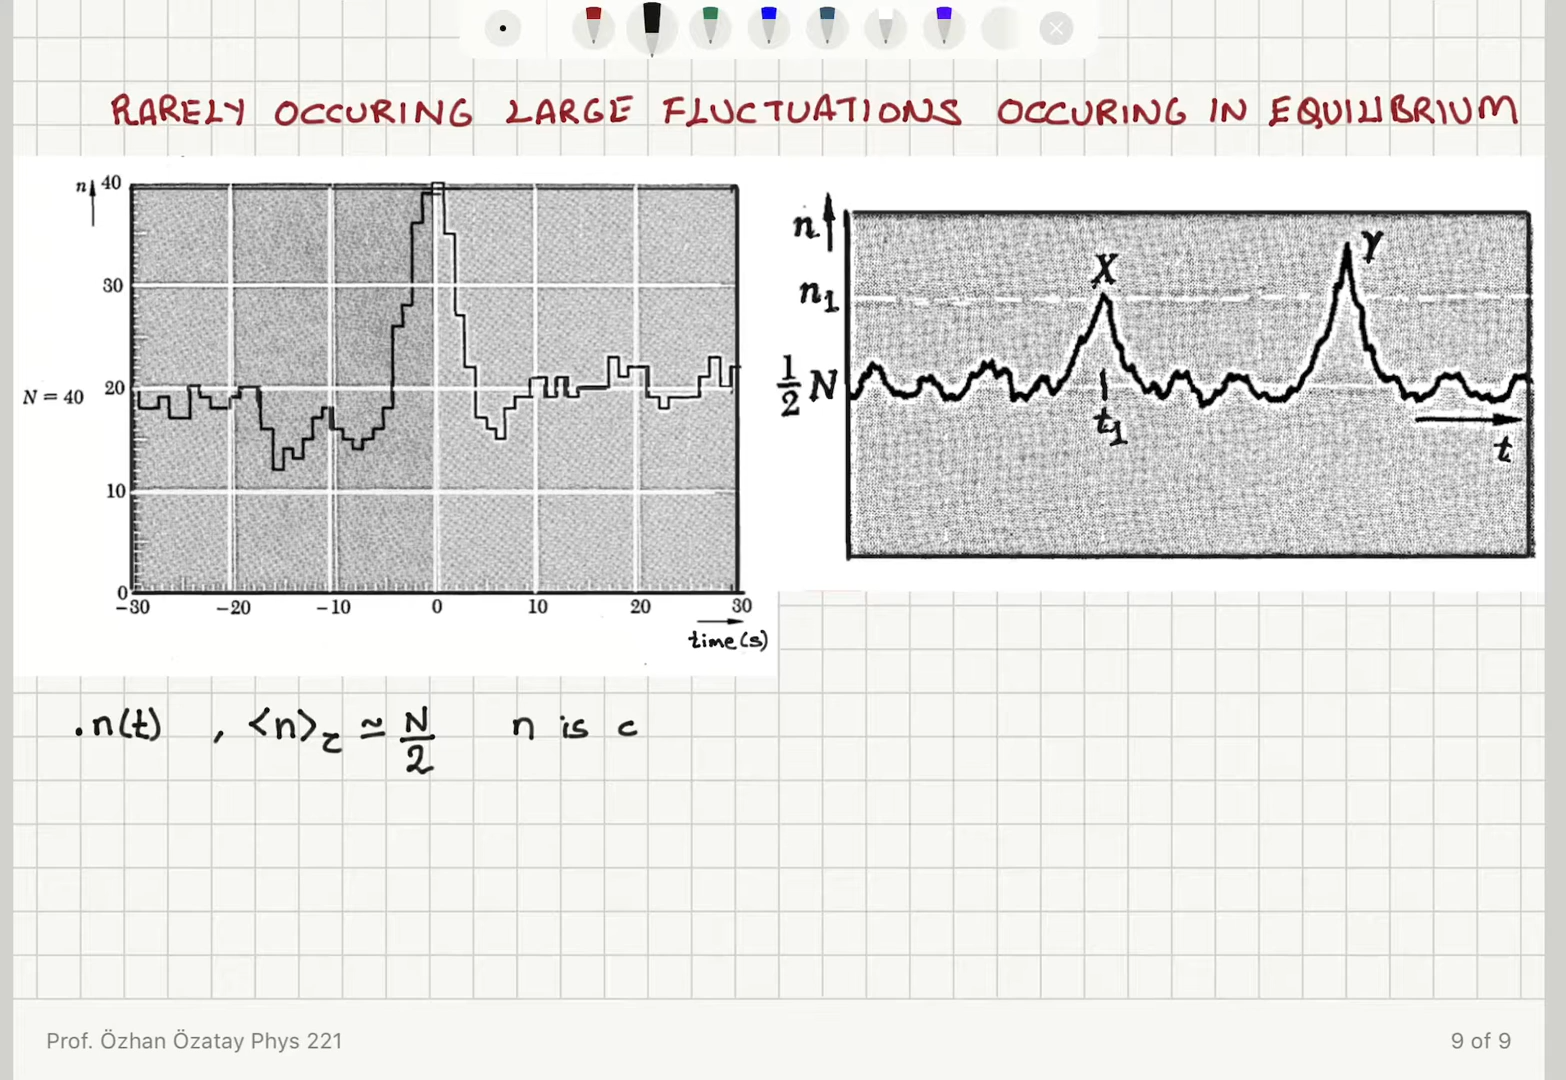 RARELY OCCURING LARGE FLUCTUATIONS OCCURING IN EQUILIBRIUM
n 40
30
N = 40 20
10
0
-30 -20 -10 0 10 20 30
time(s)
n
X
Y
n1
1/2 N
t1
t
. n(t) , <n>τ ≃ N/2 n is c
Prof. Özhan Özatay Phys 221
9 of 9